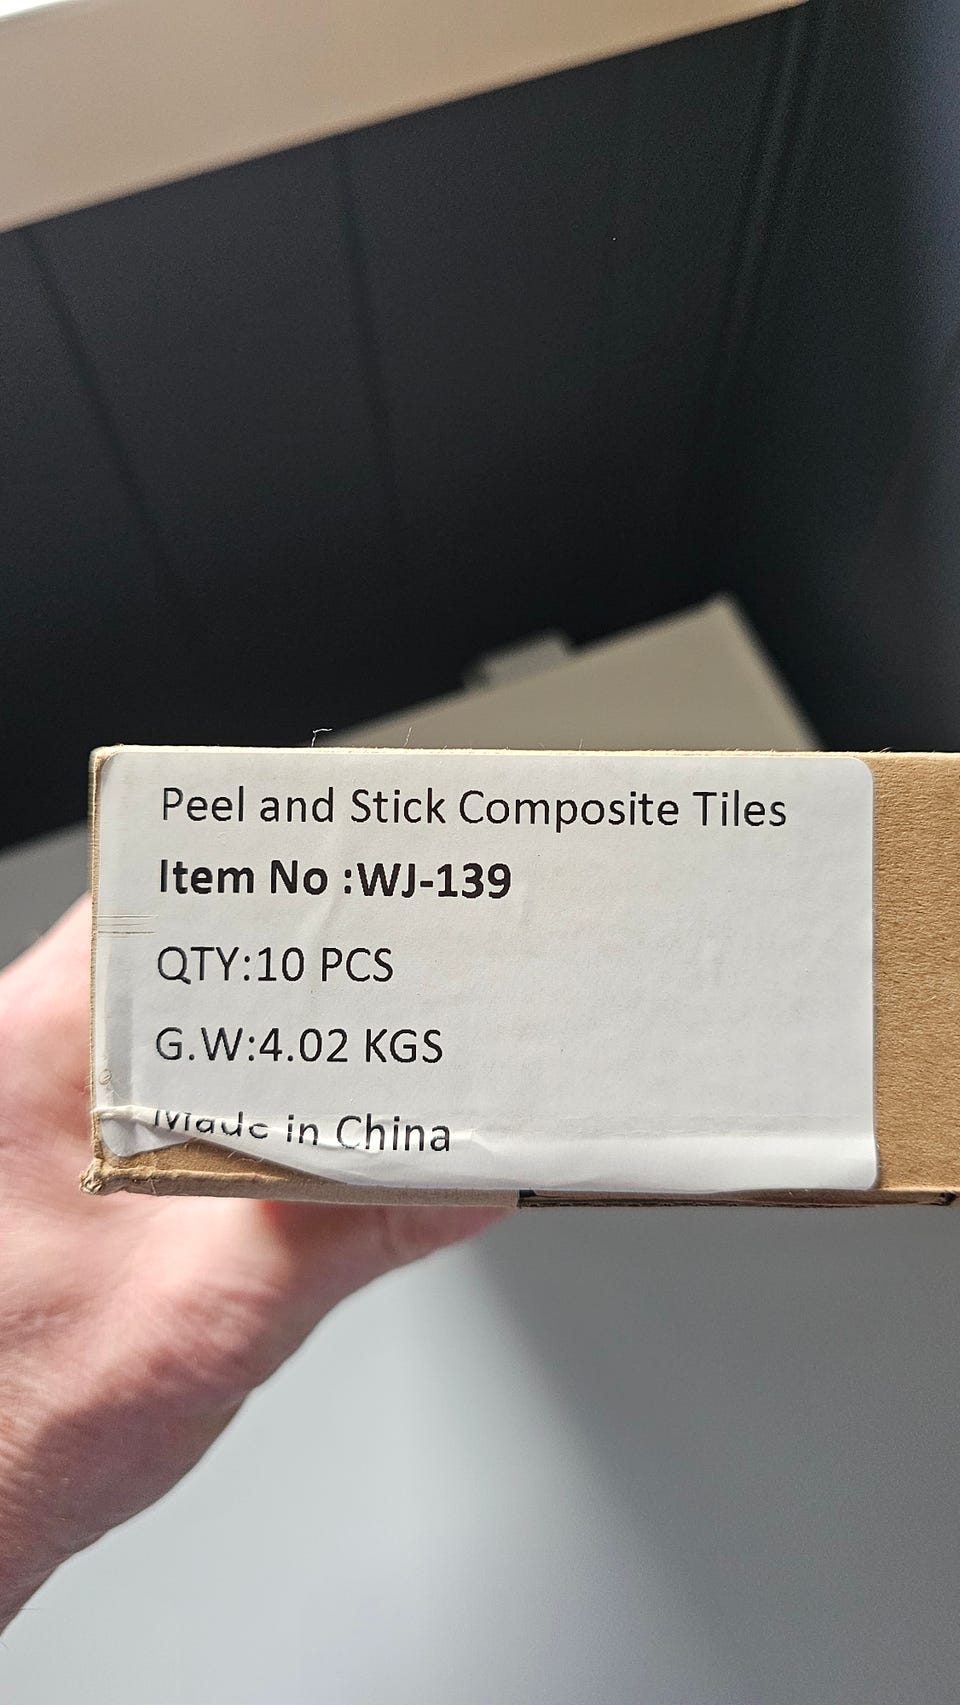 Peel and Stick Composite Tiles
Item No :WJ-139
QTY:10 PCS
G.W:4.02 KGS
Made in China